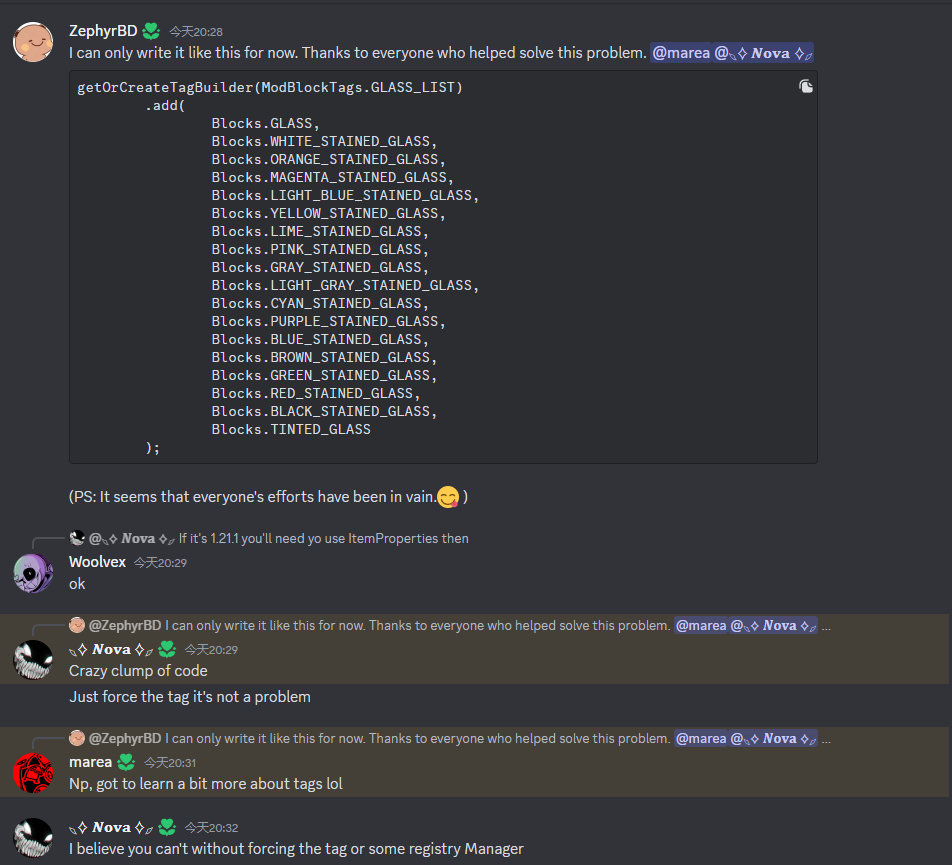 ZephyrBD 今天20:28
I can only write it like this for now. Thanks to everyone who helped solve this problem. @marea @꧁✧ Nova ✧꧂
getOrCreateTagBuilder(ModBlockTags.GLASS_LIST)
.add(
Blocks.GLASS,
Blocks.WHITE_STAINED_GLASS,
Blocks.ORANGE_STAINED_GLASS,
Blocks.MAGENTA_STAINED_GLASS,
Blocks.LIGHT_BLUE_STAINED_GLASS,
Blocks.YELLOW_STAINED_GLASS,
Blocks.LIME_STAINED_GLASS,
Blocks.PINK_STAINED_GLASS,
Blocks.GRAY_STAINED_GLASS,
Blocks.LIGHT_GRAY_STAINED_GLASS,
Blocks.CYAN_STAINED_GLASS,
Blocks.PURPLE_STAINED_GLASS,
Blocks.BLUE_STAINED_GLASS,
Blocks.BROWN_STAINED_GLASS,
Blocks.GREEN_STAINED_GLASS,
Blocks.RED_STAINED_GLASS,
Blocks.BLACK_STAINED_GLASS,
Blocks.TINTED_GLASS
);
(PS: It seems that everyone's efforts have been in vain.😋 )
@✧ Nova ✧ If it's 1.21.1 you'll need yo use ItemProperties then
Woolvex 今天20:29
ok
@ZephyrBD I can only write it like this for now. Thanks to everyone who helped solve this problem. @marea @✧ Nova ✧ ...
✧ Nova ✧ 今天20:29
Crazy clump of code
Just force the tag it's not a problem
@ZephyrBD I can only write it like this for now. Thanks to everyone who helped solve this problem. @marea @✧ Nova ✧ ...
marea 今天20:31
Np, got to learn a bit more about tags lol
✧ Nova ✧ 今天20:32
I believe you can't without forcing the tag or some registry Manager